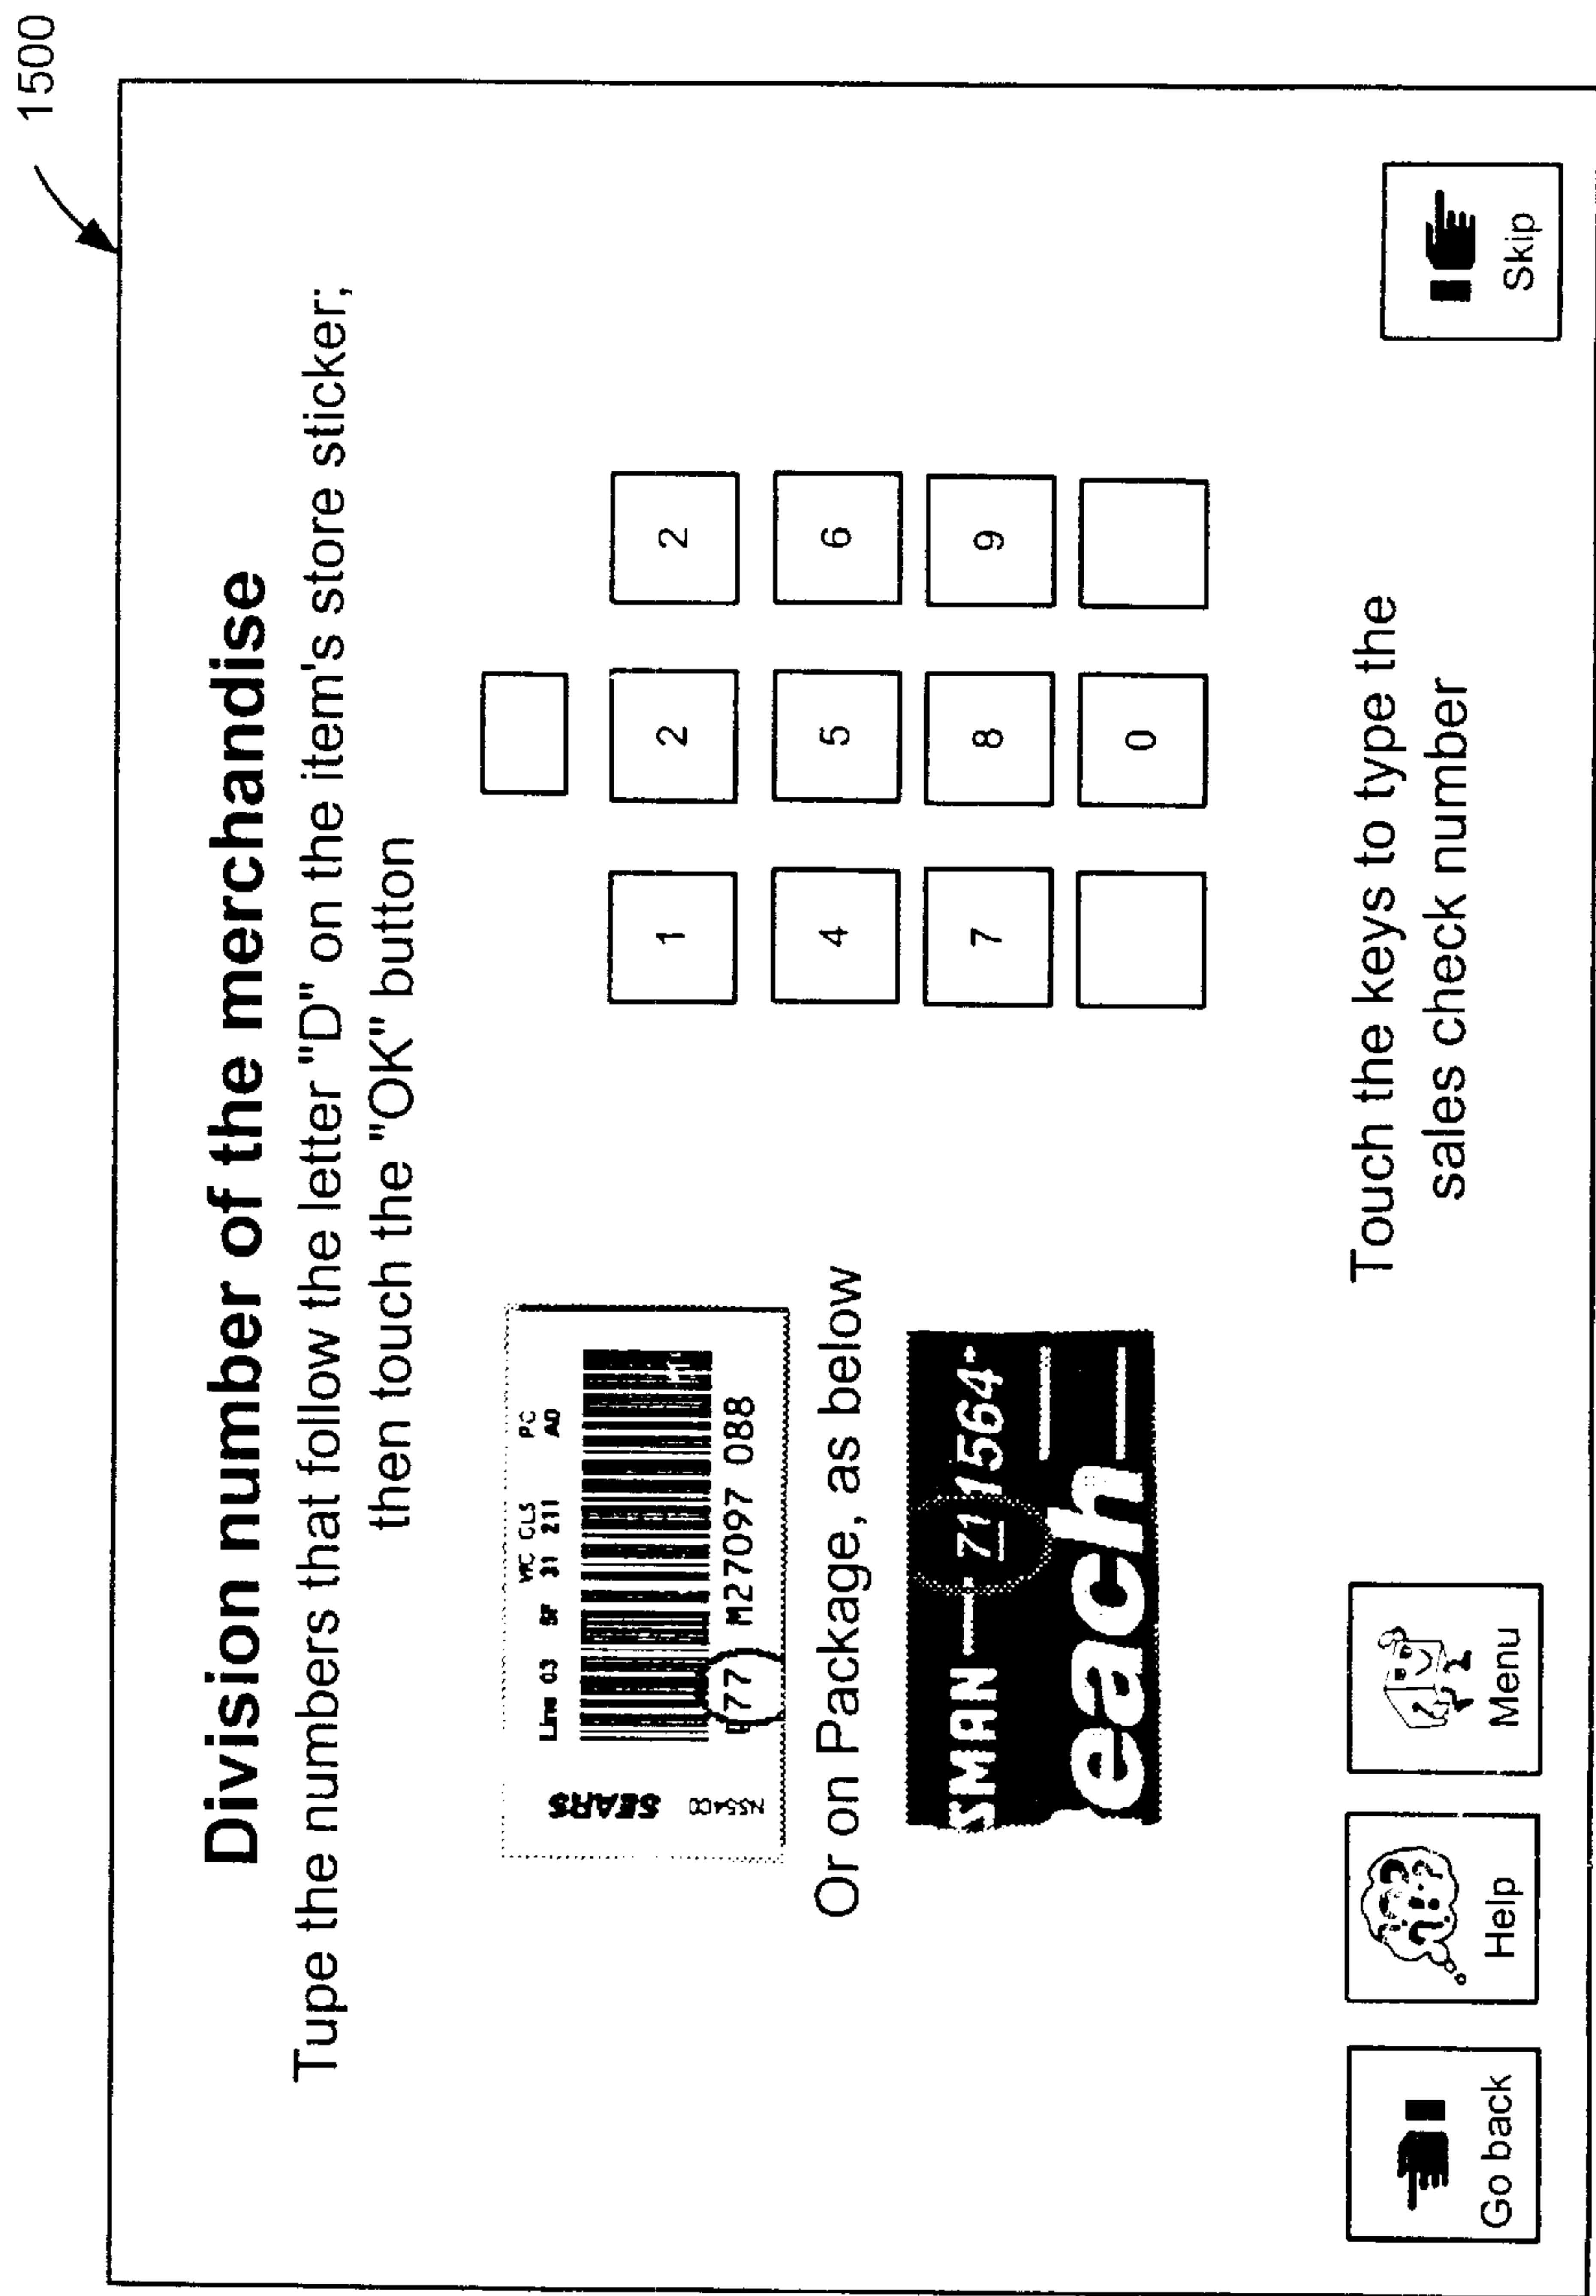 1500
Division number of the merchandise
Tupe the numbers that follow the letter "D" on the item's store sticker;
then touch the "OK" button
Line 03 SF 31 211 A0
SEARS
N55400
77 M27097 088
Or on Package, as below
SMAN 71 1564
each
2 2
1
4 5 6
7 8 9
0
Touch the keys to type the
sales check number
Go back
Help
Menu
Skip